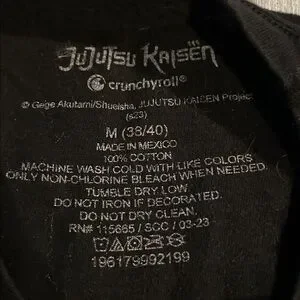 JUJUTSU KAISEN
crunchyroll®
© Gege Akutami/Shueisha, JUJUTSU KAISEN Project
(s23)
M (38/40)
MADE IN MEXICO
100% COTTON
MACHINE WASH COLD WITH LIKE COLORS
ONLY NON-CHLORINE BLEACH WHEN NEEDED.
TUMBLE DRY LOW
DO NOT IRON IF DECORATED.
DO NOT DRY CLEAN.
RN# 115665 / SCC / 03-23
196179992199